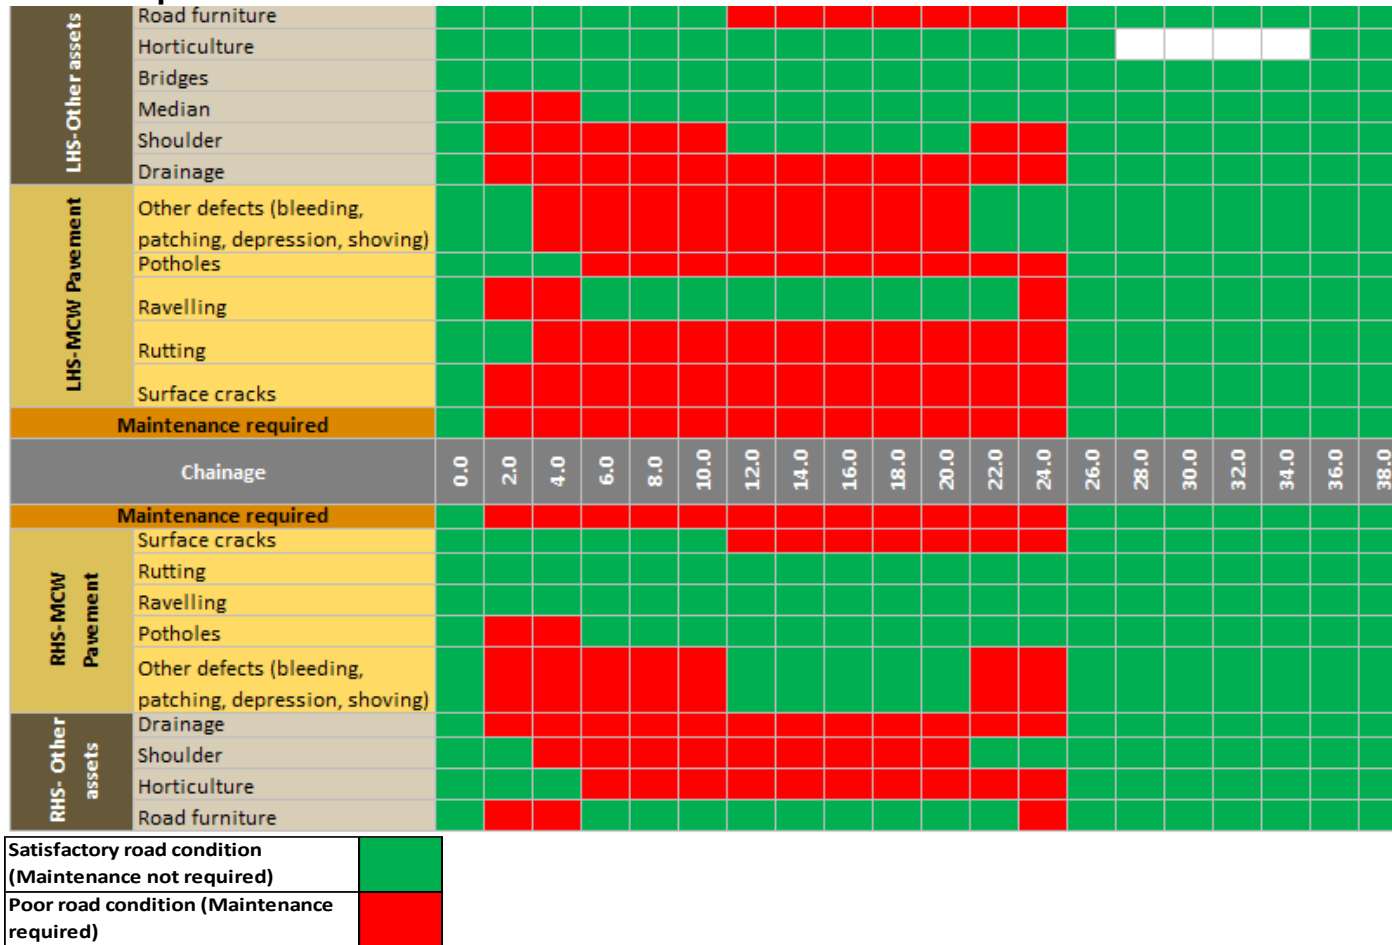 LHS-Other assets
Road furniture
Horticulture
Bridges
Median
Shoulder
Drainage
LHS-MCW Pavement
Other defects (bleeding,
patching, depression, shoving)
Potholes
Ravelling
Rutting
Surface cracks
Maintenance required
Chainage 0.0 2.0 4.0 6.0 8.0 10.0 12.0 14.0 16.0 18.0 20.0 22.0 24.0 26.0 28.0 30.0 32.0 34.0 36.0 38.0
Maintenance required
RHS-MCW
Pavement
Surface cracks
Rutting
Ravelling
Potholes
Other defects (bleeding,
patching, depression, shoving)
RHS- Other
assets
Drainage
Shoulder
Horticulture
Road furniture
Satisfactory road condition
(Maintenance not required)
Poor road condition (Maintenance
required)